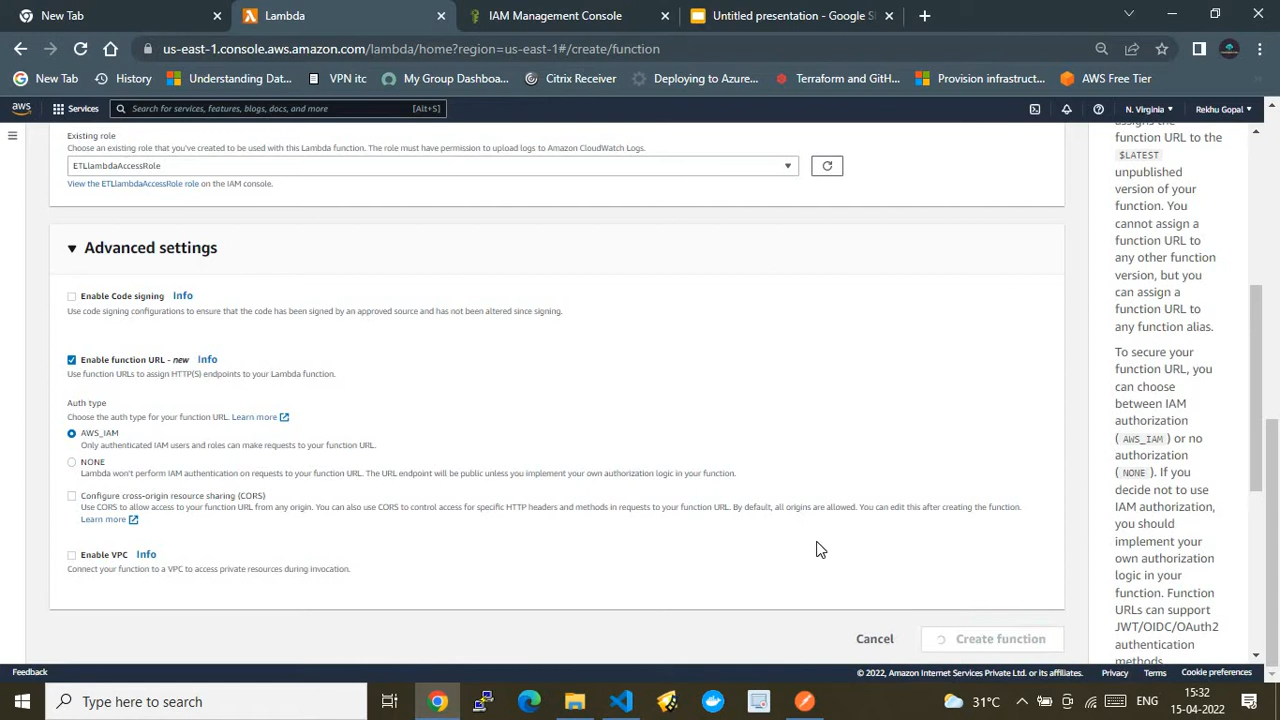 New Tab
Lambda
IAM Management Console
Untitled presentation - Google S
us-east-1.console.aws.amazon.com/lambda/home?region=us-east-1#/create/function
New Tab
History
Understanding Dat...
VPN itc
My Group Dashboa...
Citrix Receiver
Deploying to Azure...
Terraform and GitH...
Provision infrastruct...
AWS Free Tier
aws
Services
Search for services, features, blogs, docs, and more
[Alt+S]
N. Virginia
Rekhu Gopal
Existing role
Choose an existing role that you've created to be used with this Lambda function. The role must have permission to upload logs to Amazon CloudWatch Logs.
ETLlambdaAccessRole
View the ETLlambdaAccessRole role on the IAM console.
Advanced settings
Enable Code signing Info
Use code signing configurations to ensure that the code has been signed by an approved source and has not been altered since signing.
Enable function URL - new Info
Use function URLs to assign HTTP(S) endpoints to your Lambda function.
Auth type
Choose the auth type for your function URL. Learn more
AWS_IAM
Only authenticated IAM users and roles can make requests to your function URL.
NONE
Lambda won't perform IAM authentication on requests to your function URL. The URL endpoint will be public unless you implement your own authorization logic in your function.
Configure cross-origin resource sharing (CORS)
Use CORS to allow access to your function URL from any origin. You can also use CORS to control access for specific HTTP headers and methods in requests to your function URL. By default, all origins are allowed. You can edit this after creating the function.
Learn more
Enable VPC Info
Connect your function to a VPC to access private resources during invocation.
Cancel
Create function
assigns the
function URL to the
$LATEST
unpublished
version of your
function. You
cannot assign a
function URL to
any other function
version, but you
can assign a
function URL to
any function alias.
To secure your
function URL, you
can choose
between IAM
authorization
( AWS_IAM ) or no
authorization
( NONE ). If you
decide not to use
IAM authorization,
you should
implement your
own authorization
logic in your
function. Function
URLs can support
JWT/OIDC/OAuth2
authentication
methods.
Feedback
© 2022, Amazon Internet Services Private Ltd. or its affiliates.
Privacy
Terms
Cookie preferences
Type here to search
31°C
15:32
15-04-2022